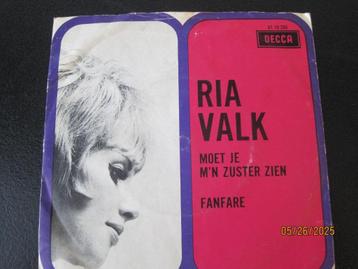 DECCA
RIA
VALK
MOET JE
M'N ZUSTER ZIEN
FANFARE
05/26/2025